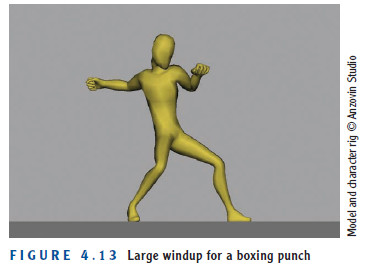 Model and character rig © Anzovin Studio
FIGURE 4.13 Large windup for a boxing punch